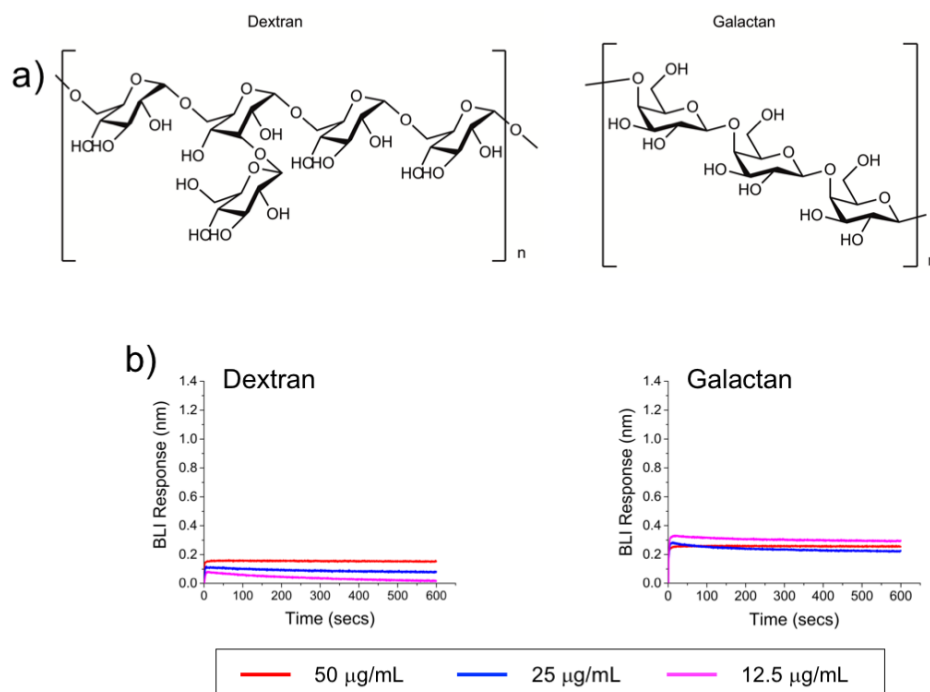 Dextran
Galactan
a)
O O OH
O O O O O O
O O OH O
OH OH HO OH OH O
HO HO HO HO HO HO O O
HO O HO HO HO OH O
HO OH HO O
HO HO OH HO
HO HO
n
n
b)
Dextran
Galactan
1.4
1.2
1.0
0.8
0.6
0.4
0.2
0.0
BLI Response (nm)
0 100 200 300 400 500 600
Time (secs)
1.4
1.2
1.0
0.8
0.6
0.4
0.2
0.0
BLI Response (nm)
0 100 200 300 400 500 600
Time (secs)
50 μg/mL 25 μg/mL 12.5 μg/mL